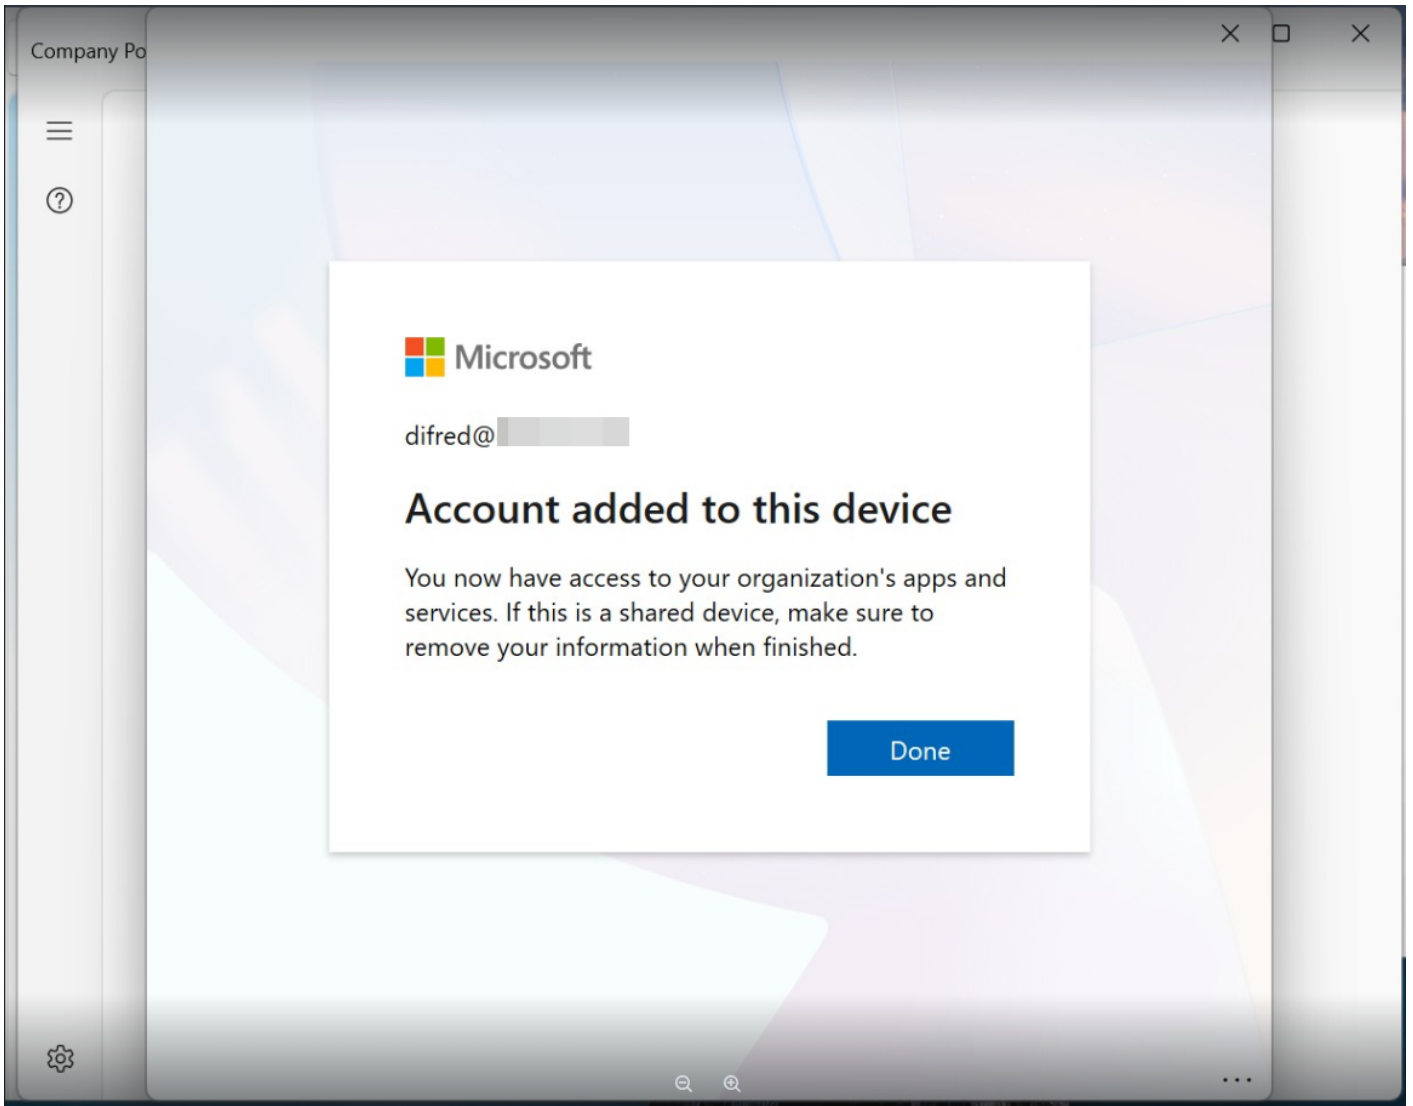 Company Po
Microsoft
difred@
Account added to this device
You now have access to your organization's apps and
services. If this is a shared device, make sure to
remove your information when finished.
Done